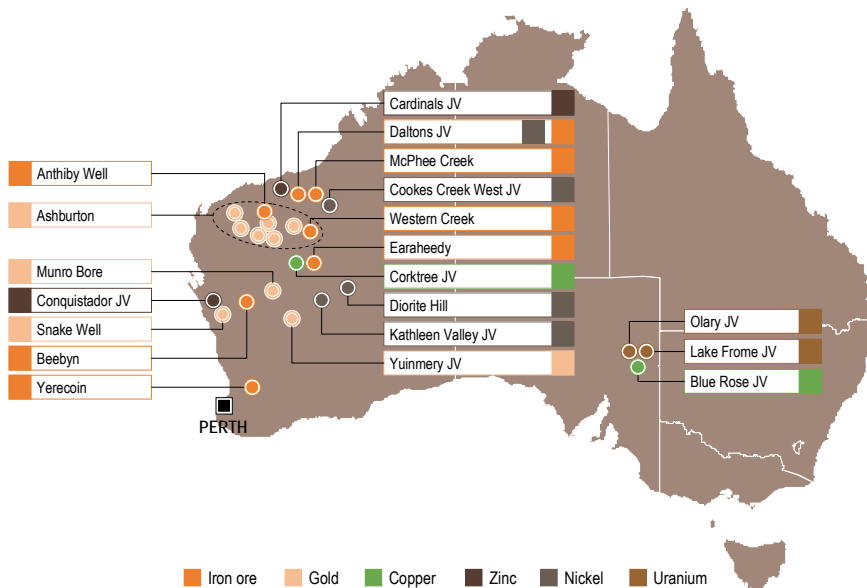 Cardinals JV
Daltons JV
McPhee Creek
Cookes Creek West JV
Western Creek
Earaheedy
Corktree JV
Diorite Hill
Kathleen Valley JV
Yuinmery JV
Anthiby Well
Ashburton
Munro Bore
Conquistador JV
Snake Well
Beebyn
Yerecoin
PERTH
Olary JV
Lake Frome JV
Blue Rose JV
Iron ore Gold Copper Zinc Nickel Uranium